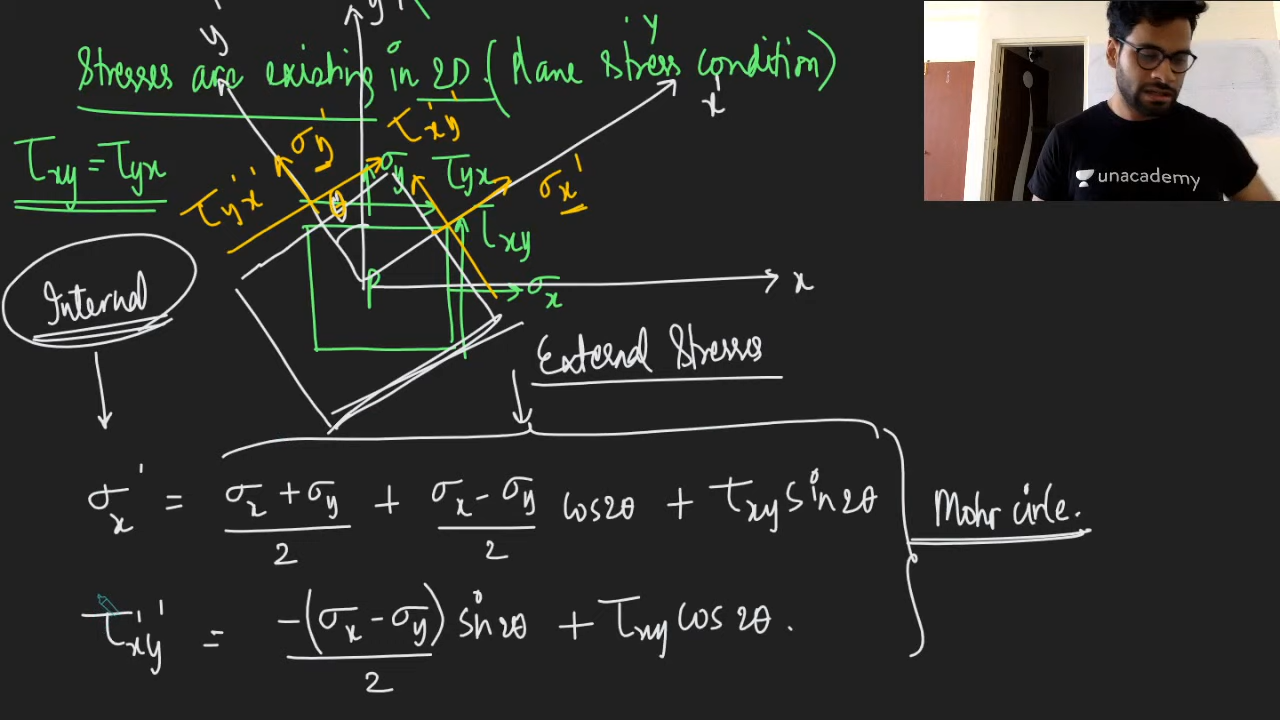 y'
y
Stresses are existing in 2D. (Plane stress condition)
x'
τxy = τyx
σy'
τx'y'
τy'x'
θ
σy
τyx
σx'
τxy
P
σx
x
Internal
External Stresses
unacademy
σx' = σx + σy / 2 + σx - σy / 2 cos2θ + τxy sin2θ
Mohr circle.
τx'y' = -(σx - σy) / 2 sin2θ + τxy cos2θ.